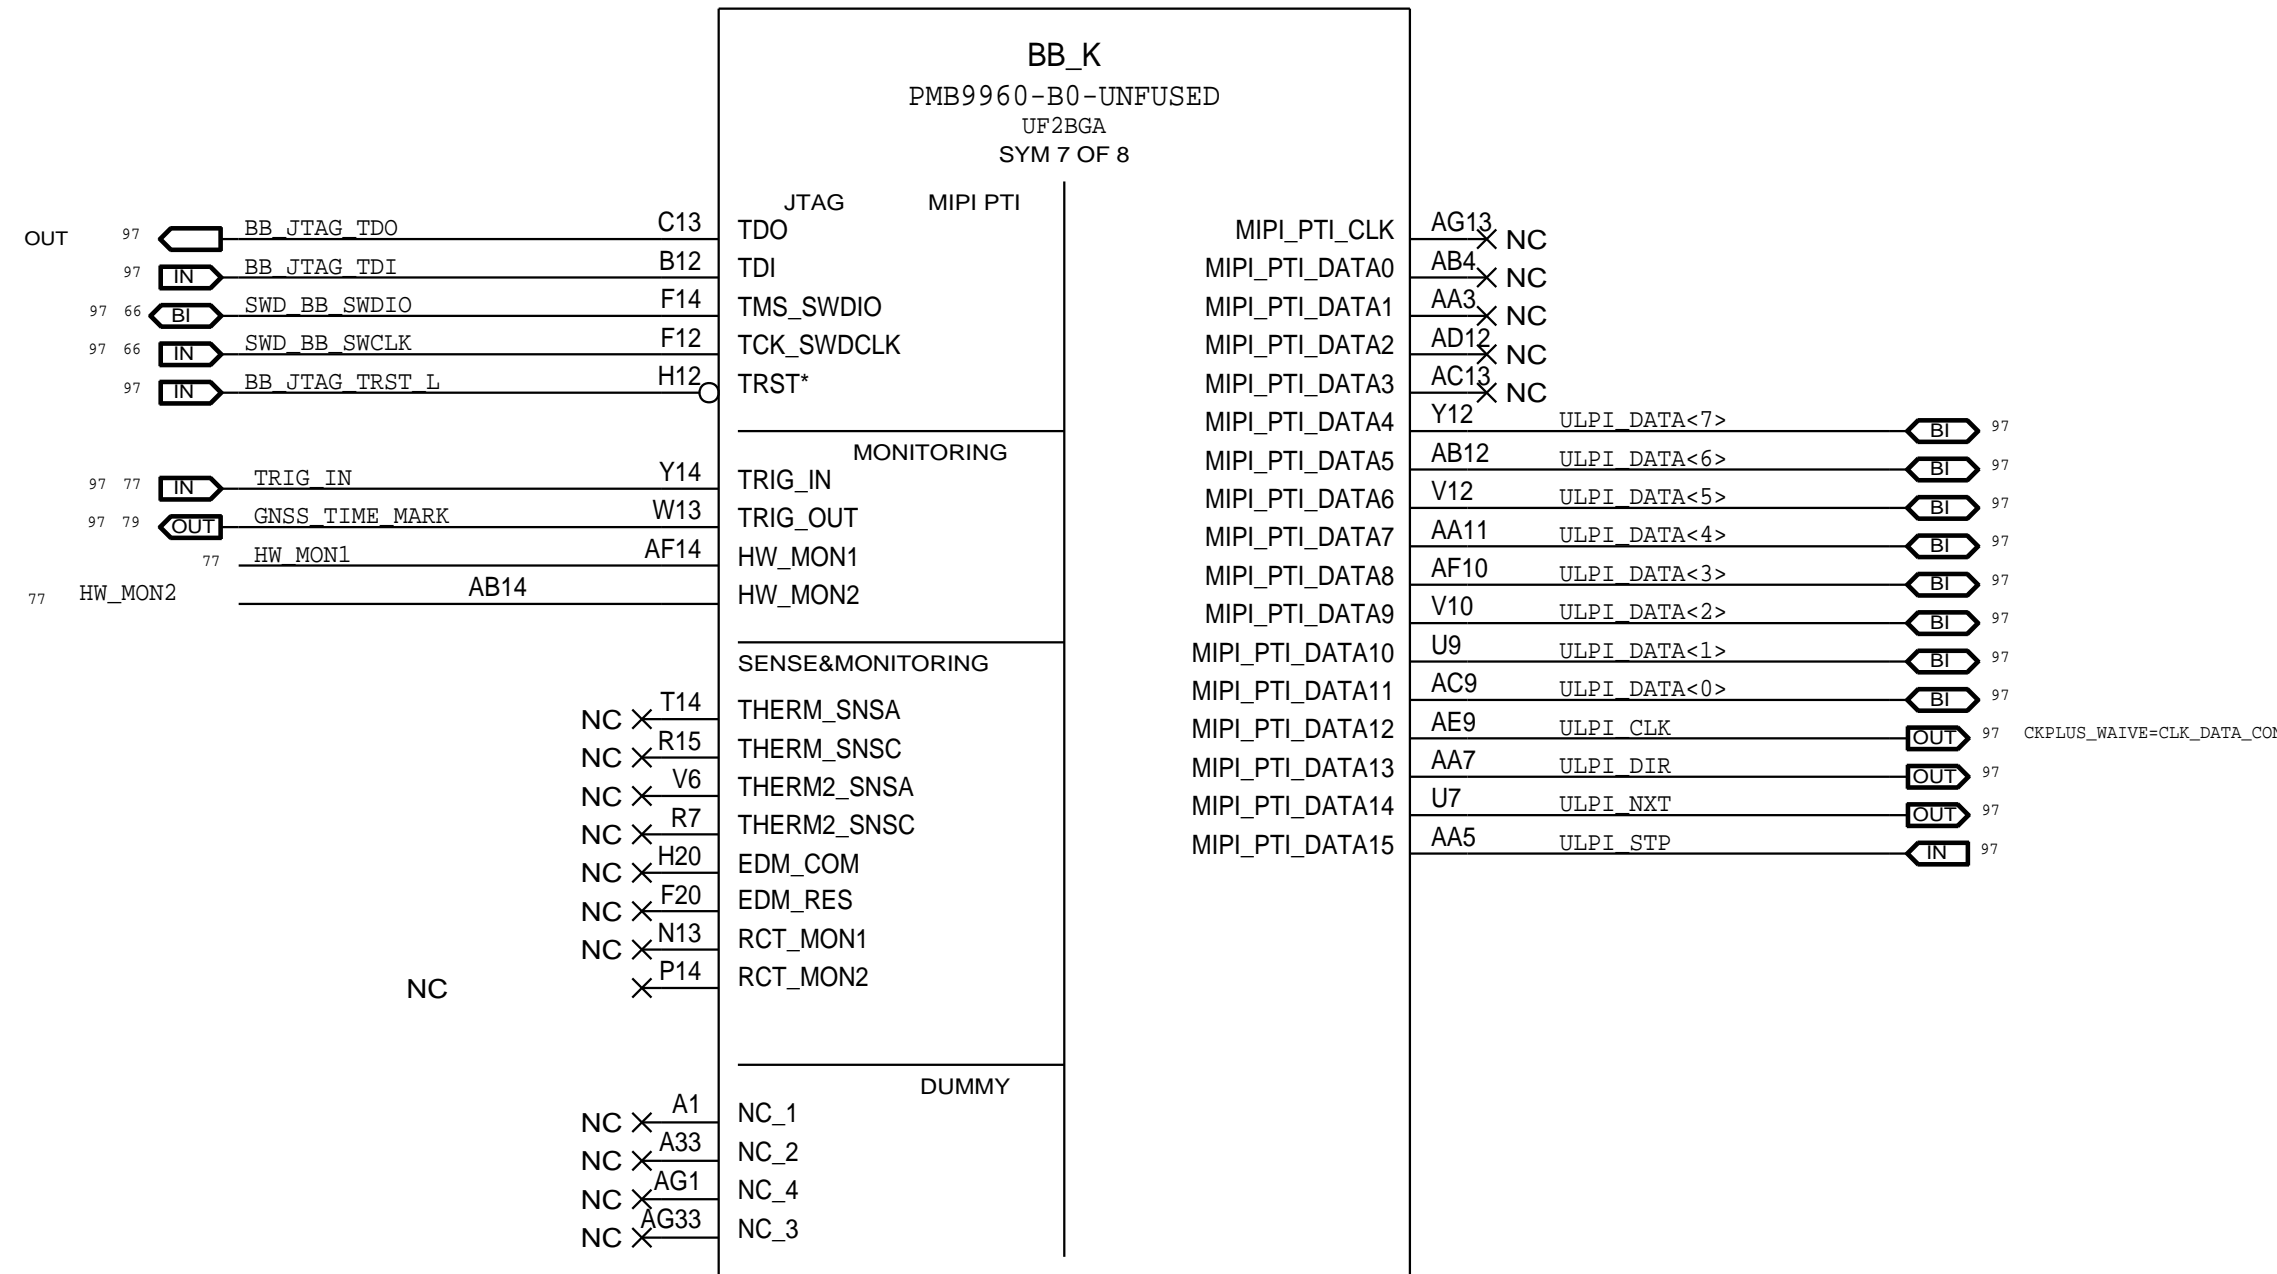 BB_K
PMB9960-B0-UNFUSED
UF2BGA
SYM 7 OF 8
JTAG MIPI PTI
OUT 97 BB_JTAG_TDO C13 TDO
97 IN BB_JTAG_TDI B12 TDI
97 66 BI SWD_BB_SWDIO F14 TMS_SWDIO
97 66 IN SWD_BB_SWCLK F12 TCK_SWDCLK
97 IN BB_JTAG_TRST_L H12 TRST*
MONITORING
97 77 IN TRIG_IN Y14 TRIG_IN
97 79 OUT GNSS_TIME_MARK W13 TRIG_OUT
77 HW_MON1 AF14 HW_MON1
77 HW_MON2 AB14 HW_MON2
SENSE&MONITORING
NC T14 THERM_SNSA
NC R15 THERM_SNSC
NC V6 THERM2_SNSA
NC R7 THERM2_SNSC
NC H20 EDM_COM
NC F20 EDM_RES
NC N13 RCT_MON1
NC P14 RCT_MON2
DUMMY
NC A1 NC_1
NC A33 NC_2
NC AG1 NC_4
NC AG33 NC_3
MIPI_PTI_CLK AG13 NC
MIPI_PTI_DATA0 AB4 NC
MIPI_PTI_DATA1 AA3 NC
MIPI_PTI_DATA2 AD12 NC
MIPI_PTI_DATA3 AC13 NC
MIPI_PTI_DATA4 Y12 ULPI_DATA<7> BI 97
MIPI_PTI_DATA5 AB12 ULPI_DATA<6> BI 97
MIPI_PTI_DATA6 V12 ULPI_DATA<5> BI 97
MIPI_PTI_DATA7 AA11 ULPI_DATA<4> BI 97
MIPI_PTI_DATA8 AF10 ULPI_DATA<3> BI 97
MIPI_PTI_DATA9 V10 ULPI_DATA<2> BI 97
MIPI_PTI_DATA10 U9 ULPI_DATA<1> BI 97
MIPI_PTI_DATA11 AC9 ULPI_DATA<0> BI 97
MIPI_PTI_DATA12 AE9 ULPI_CLK OUT 97 CKPLUS_WAIVE=CLK_DATA_CON
MIPI_PTI_DATA13 AA7 ULPI_DIR OUT 97
MIPI_PTI_DATA14 U7 ULPI_NXT OUT 97
MIPI_PTI_DATA15 AA5 ULPI_STP IN 97